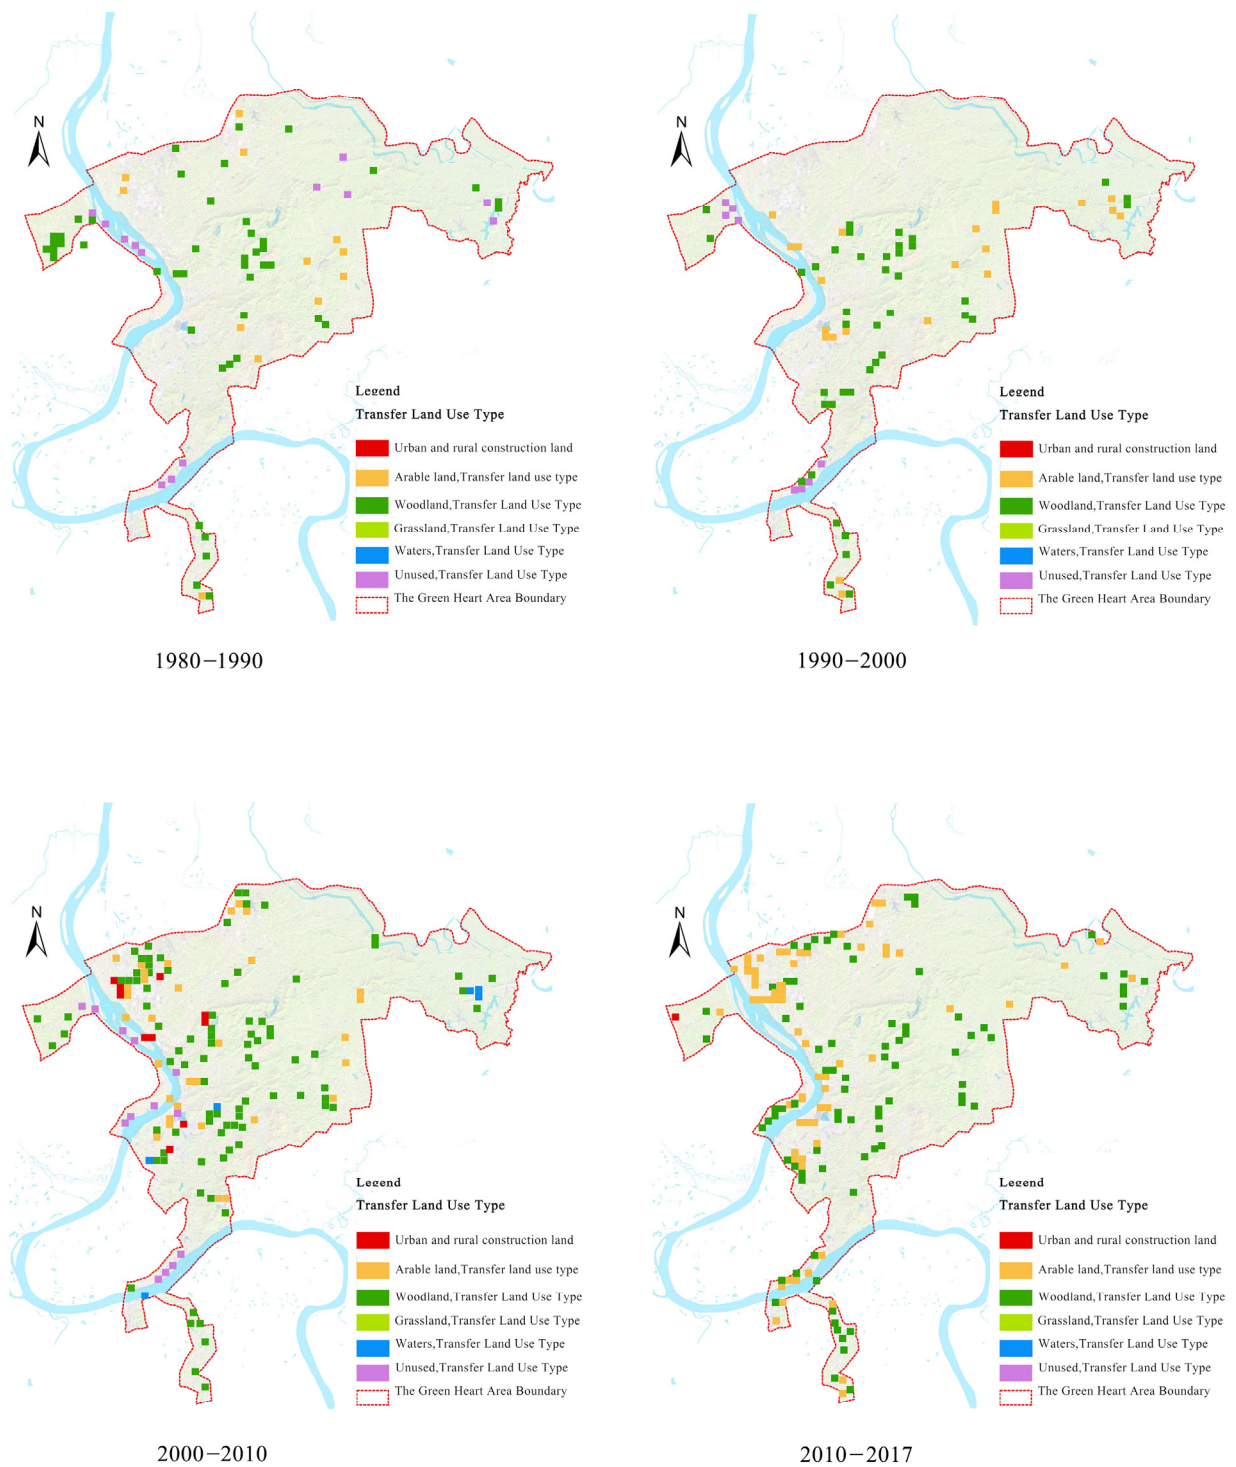 N
Legend
Transfer Land Use Type
Urban and rural construction land
Arable land,Transfer land use type
Woodland,Transfer Land Use Type
Grassland,Transfer Land Use Type
Waters,Transfer Land Use Type
Unused,Transfer Land Use Type
The Green Heart Area Boundary
1980−1990
N
Legend
Transfer Land Use Type
Urban and rural construction land
Arable land,Transfer land use type
Woodland,Transfer Land Use Type
Grassland,Transfer Land Use Type
Waters,Transfer Land Use Type
Unused,Transfer Land Use Type
The Green Heart Area Boundary
1990−2000
N
Legend
Transfer Land Use Type
Urban and rural construction land
Arable land,Transfer land use type
Woodland,Transfer Land Use Type
Grassland,Transfer Land Use Type
Waters,Transfer Land Use Type
Unused,Transfer Land Use Type
The Green Heart Area Boundary
2000−2010
N
Legend
Transfer Land Use Type
Urban and rural construction land
Arable land,Transfer land use type
Woodland,Transfer Land Use Type
Grassland,Transfer Land Use Type
Waters,Transfer Land Use Type
Unused,Transfer Land Use Type
The Green Heart Area Boundary
2010−2017